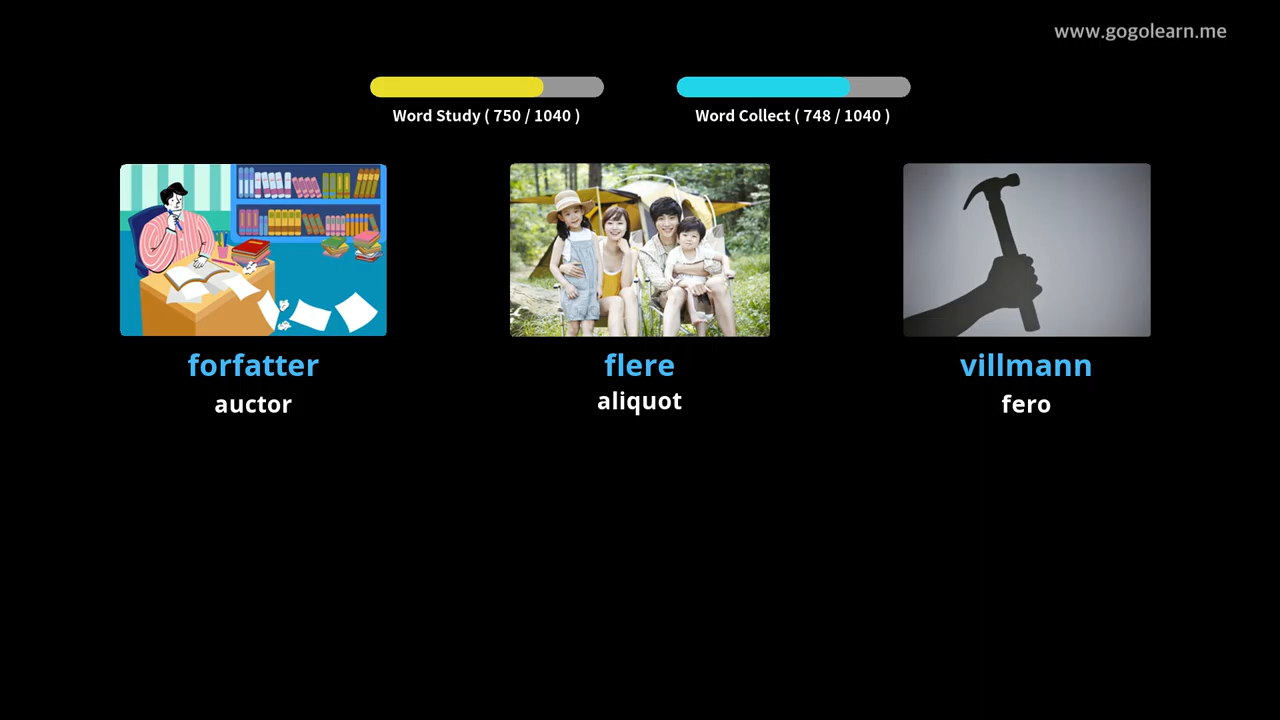 www.gogolearn.me
Word Study ( 750 / 1040 )
Word Collect ( 748 / 1040 )
forfatter
auctor
flere
aliquot
villmann
fero